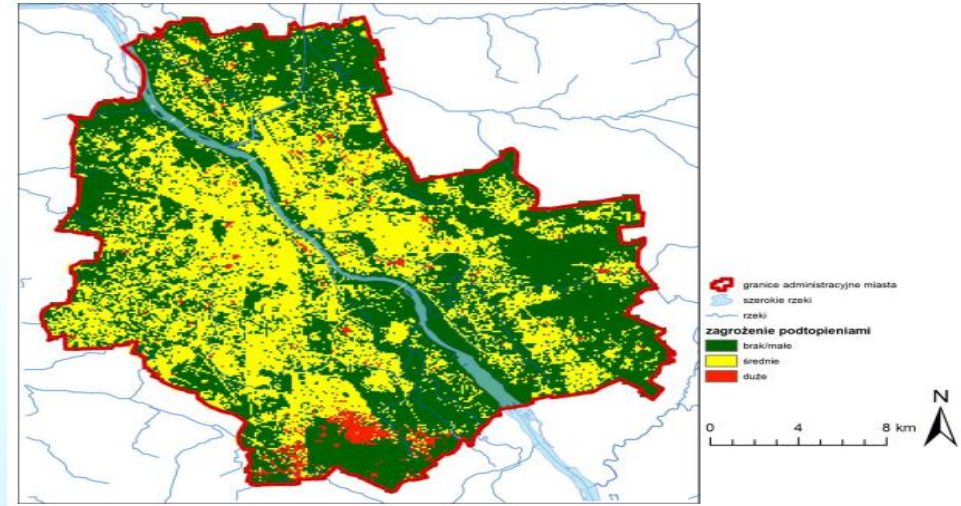 granice administracyjne miasta
szerokie rzeki
rzeki
zagrożenie podtopieniami
brak/małe
średnie
duże
N
0 4 8 km